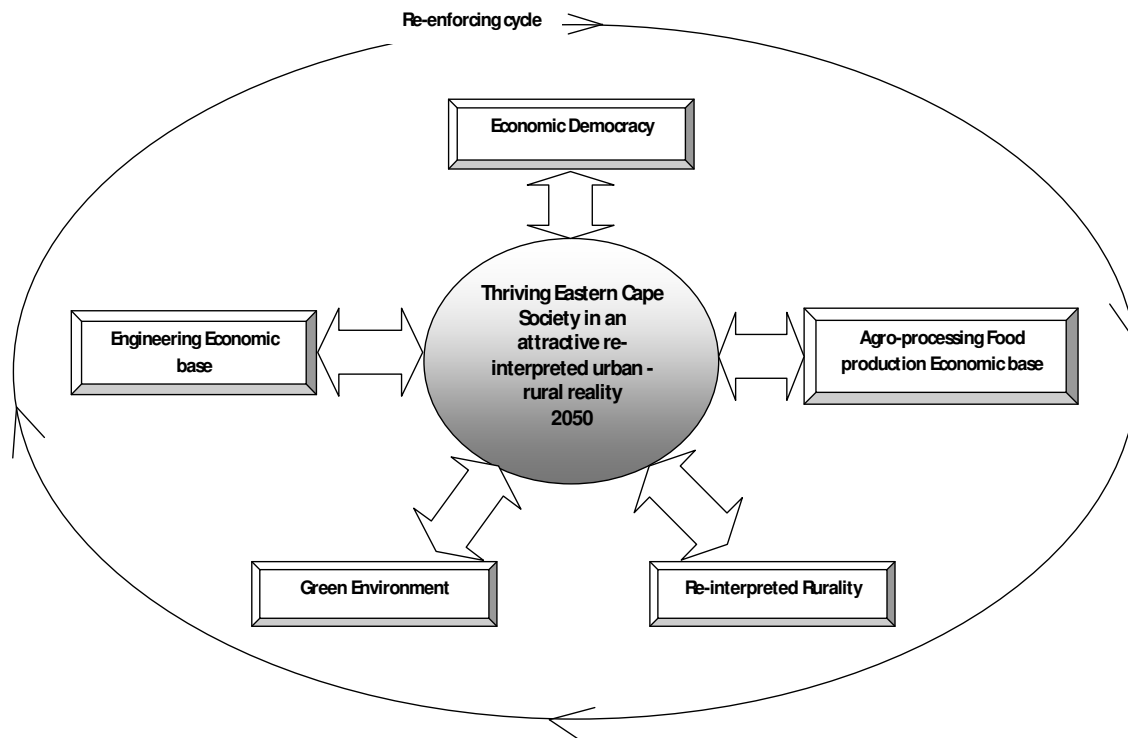 Re-enforcing cycle
Economic Democracy
Thriving Eastern Cape
Society in an
attractive re-
interpreted urban -
rural reality
2050
Engineering Economic
base
Agro-processing Food
production Economic base
Green Environment
Re-interpreted Rurality